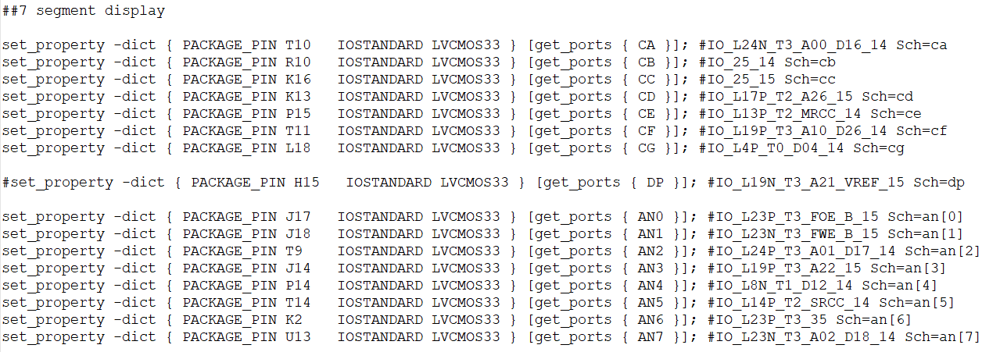 ##7 segment display
set_property -dict { PACKAGE_PIN T10   IOSTANDARD LVCMOS33 } [get_ports { CA }]; #IO_L24N_T3_A00_D16_14 Sch=ca
set_property -dict { PACKAGE_PIN R10   IOSTANDARD LVCMOS33 } [get_ports { CB }]; #IO_25_14 Sch=cb
set_property -dict { PACKAGE_PIN K16   IOSTANDARD LVCMOS33 } [get_ports { CC }]; #IO_25_15 Sch=cc
set_property -dict { PACKAGE_PIN K13   IOSTANDARD LVCMOS33 } [get_ports { CD }]; #IO_L17P_T2_A26_15 Sch=cd
set_property -dict { PACKAGE_PIN P15   IOSTANDARD LVCMOS33 } [get_ports { CE }]; #IO_L13P_T2_MRCC_14 Sch=ce
set_property -dict { PACKAGE_PIN T11   IOSTANDARD LVCMOS33 } [get_ports { CF }]; #IO_L19P_T3_A10_D26_14 Sch=cf
set_property -dict { PACKAGE_PIN L18   IOSTANDARD LVCMOS33 } [get_ports { CG }]; #IO_L4P_T0_D04_14 Sch=cg
#set_property -dict { PACKAGE_PIN H15   IOSTANDARD LVCMOS33 } [get_ports { DP }]; #IO_L19N_T3_A21_VREF_15 Sch=dp
set_property -dict { PACKAGE_PIN J17   IOSTANDARD LVCMOS33 } [get_ports { AN0 }]; #IO_L23P_T3_FOE_B_15 Sch=an[0]
set_property -dict { PACKAGE_PIN J18   IOSTANDARD LVCMOS33 } [get_ports { AN1 }]; #IO_L23N_T3_FWE_B_15 Sch=an[1]
set_property -dict { PACKAGE_PIN T9    IOSTANDARD LVCMOS33 } [get_ports { AN2 }]; #IO_L24P_T3_A01_D17_14 Sch=an[2]
set_property -dict { PACKAGE_PIN J14   IOSTANDARD LVCMOS33 } [get_ports { AN3 }]; #IO_L19P_T3_A22_15 Sch=an[3]
set_property -dict { PACKAGE_PIN P14   IOSTANDARD LVCMOS33 } [get_ports { AN4 }]; #IO_L8N_T1_D12_14 Sch=an[4]
set_property -dict { PACKAGE_PIN T14   IOSTANDARD LVCMOS33 } [get_ports { AN5 }]; #IO_L14P_T2_SRCC_14 Sch=an[5]
set_property -dict { PACKAGE_PIN K2    IOSTANDARD LVCMOS33 } [get_ports { AN6 }]; #IO_L23P_T3_35 Sch=an[6]
set_property -dict { PACKAGE_PIN U13   IOSTANDARD LVCMOS33 } [get_ports { AN7 }]; #IO_L23N_T3_A02_D18_14 Sch=an[7]